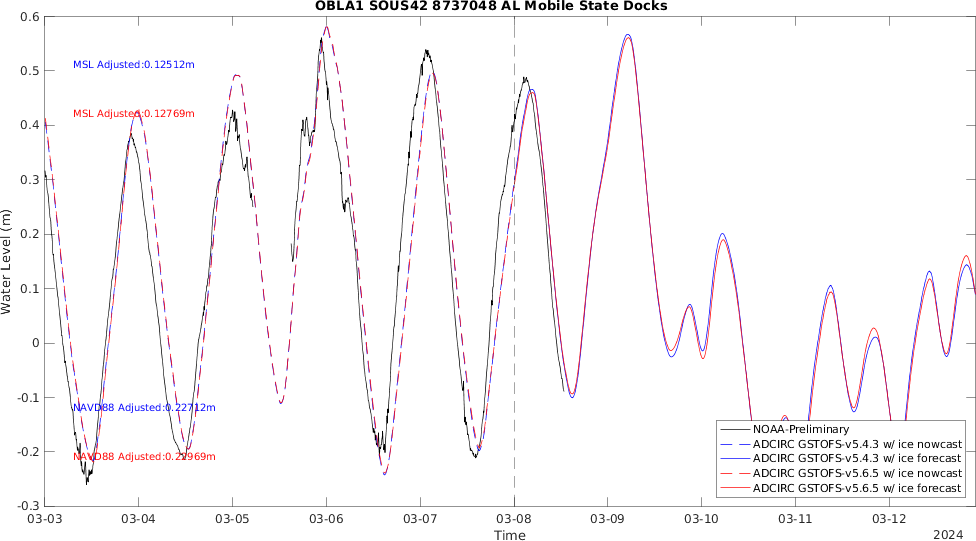 OBLA1 SOUS42 8737048 AL Mobile State Docks
0.6
0.5
0.4
0.3
0.2
0.1
0
-0.1
-0.2
-0.3
Water Level (m)
MSL Adjusted:0.12512m
MSL Adjusted:0.12769m
NAVD88 Adjusted:0.22712m
NAVD88 Adjusted:0.22969m
NOAA-Preliminary
ADCIRC GSTOFS-v5.4.3 w/ ice nowcast
ADCIRC GSTOFS-v5.4.3 w/ ice forecast
ADCIRC GSTOFS-v5.6.5 w/ ice nowcast
ADCIRC GSTOFS-v5.6.5 w/ ice forecast
03-03 03-04 03-05 03-06 03-07 03-08 03-09 03-10 03-11 03-12
Time
2024